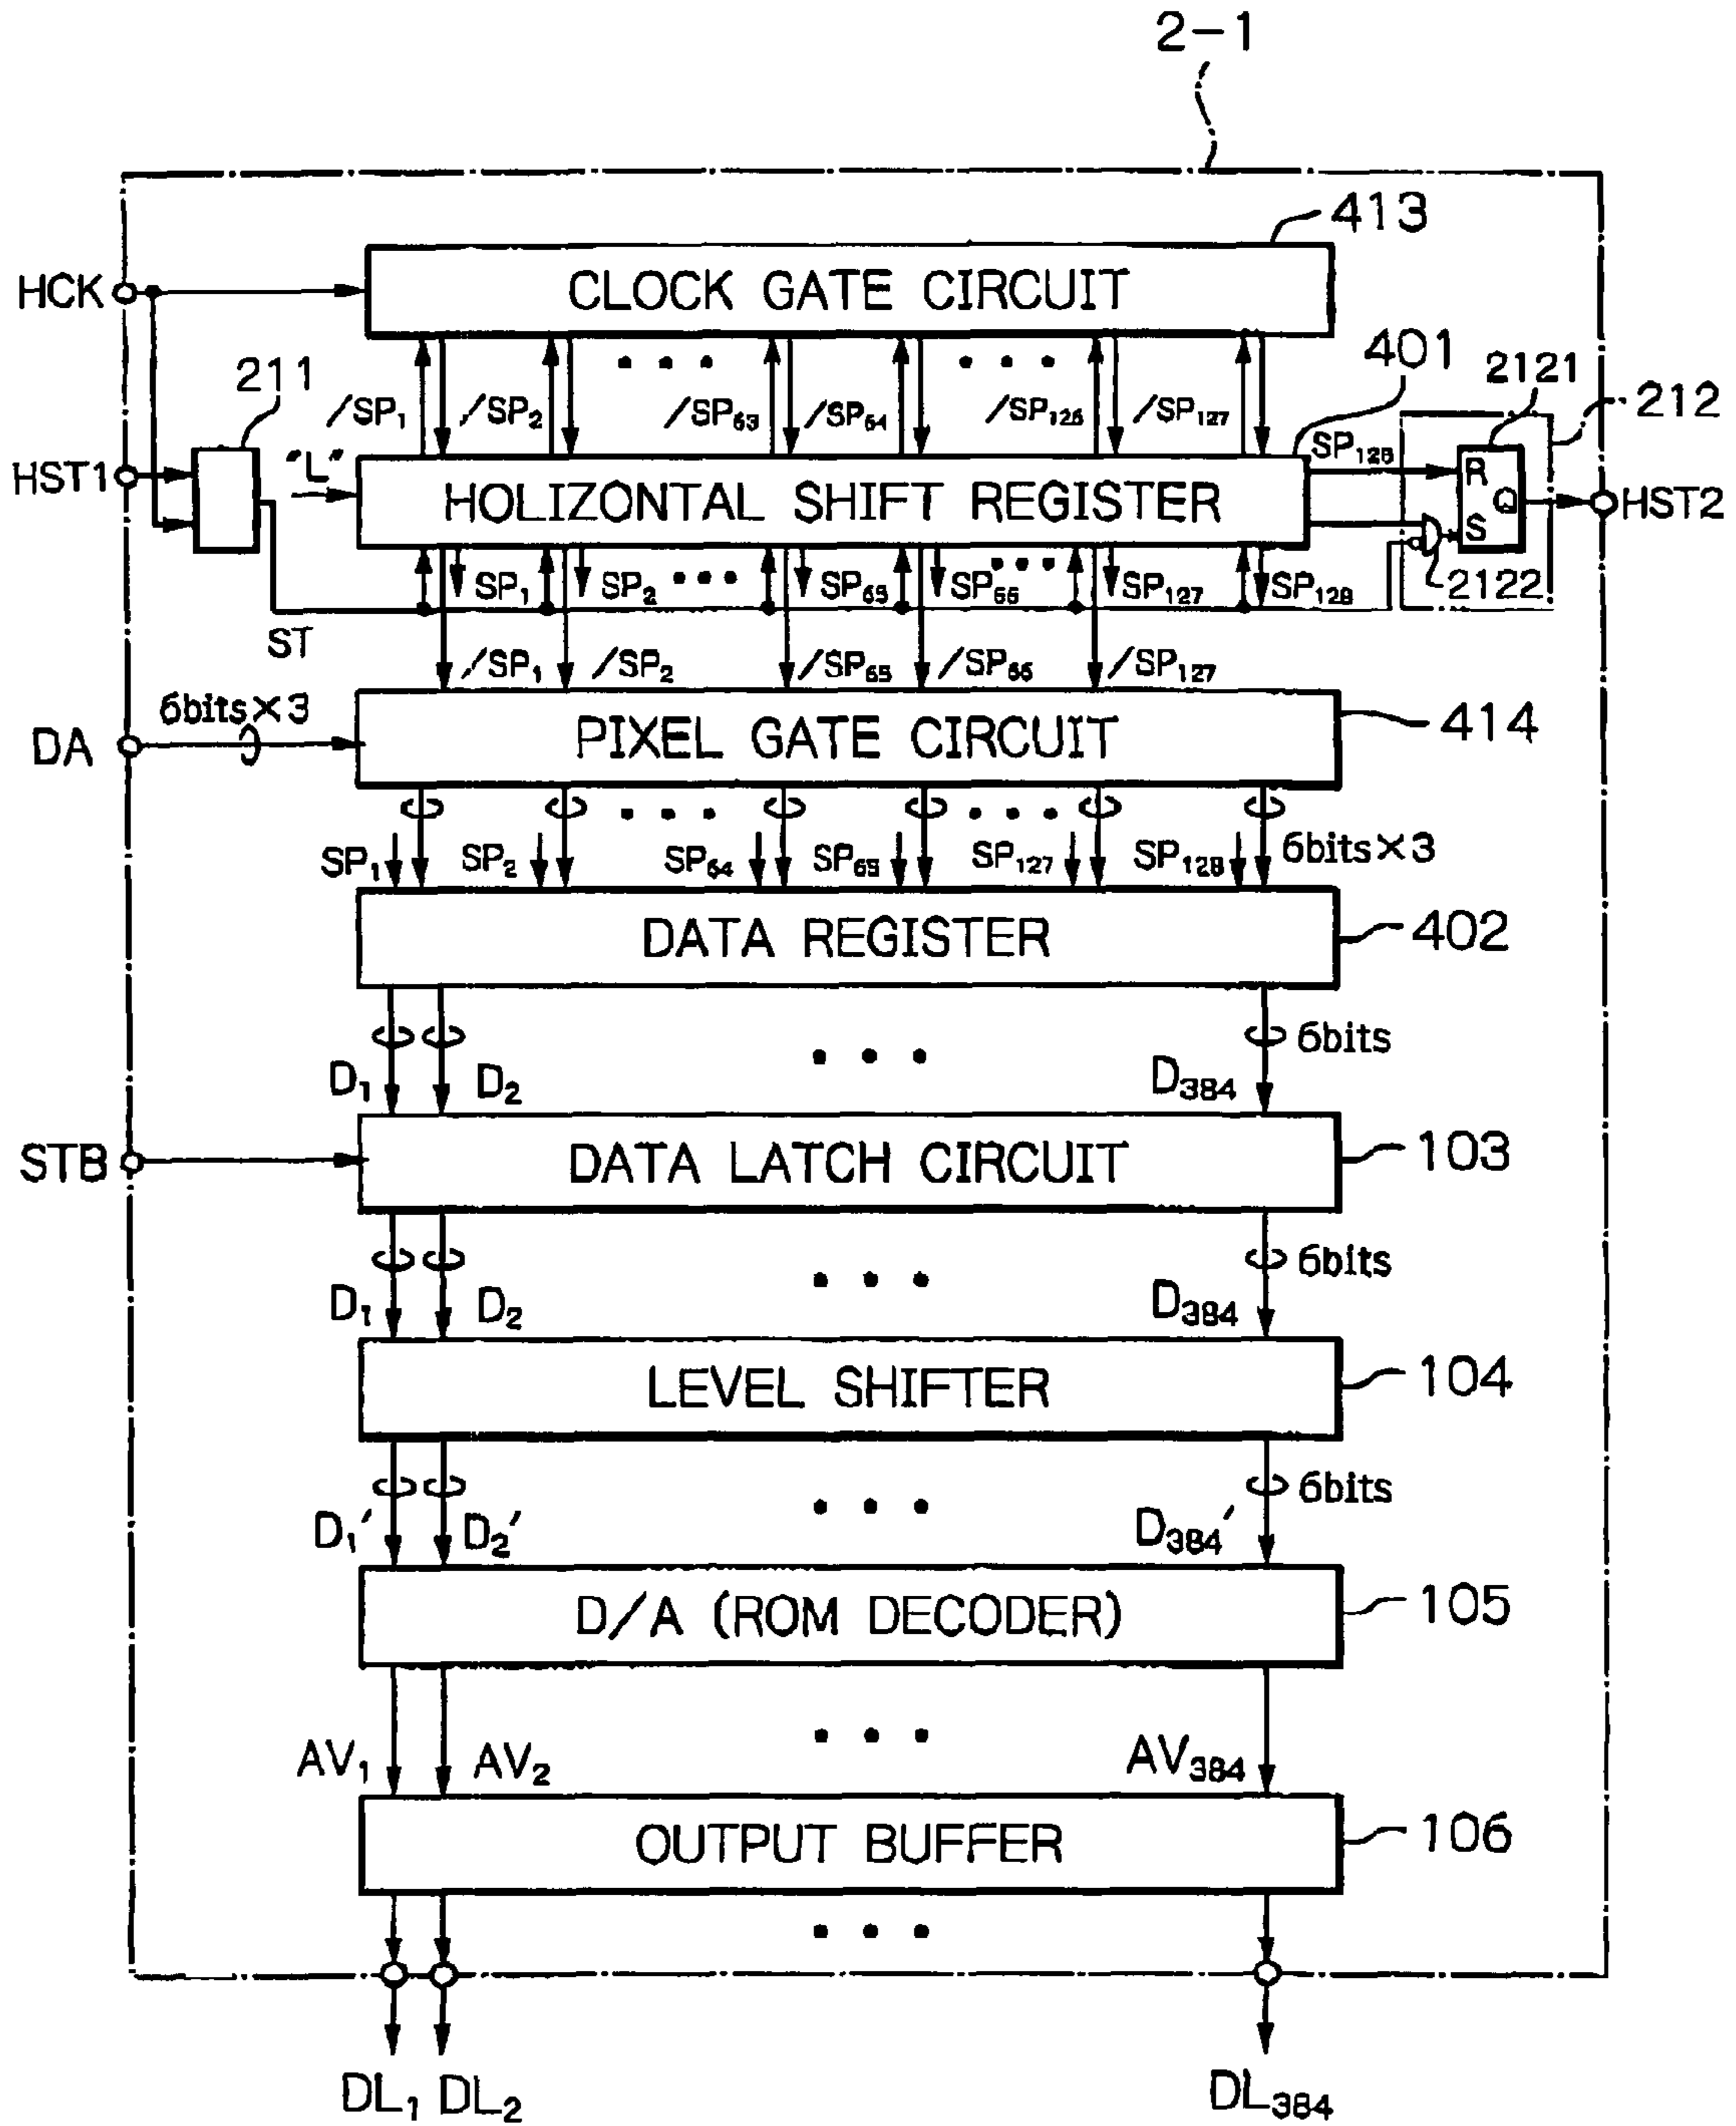 2-1
413
HCK
CLOCK GATE CIRCUIT
401
211
/SP₁ /SP₂ /SP₆₃ /SP₆₄ /SP₁₂₆ /SP₁₂₇
2121
212
HST1
"L"
HOLIZONTAL SHIFT REGISTER
SP₁₂₈
R
Q
S
HST2
SP₁ SP₂ SP₆₅ SP₆₆ SP₁₂₇ SP₁₂₈
2122
ST
/SP₁ /SP₂ /SP₆₅ /SP₆₆ /SP₁₂₇
6bits×3
DA
PIXEL GATE CIRCUIT
414
SP₁ SP₂ SP₆₄ SP₆₅ SP₁₂₇ SP₁₂₈ 6bits×3
DATA REGISTER
402
6bits
D₁ D₂ D₃₈₄
STB
DATA LATCH CIRCUIT
103
6bits
D₁ D₂ D₃₈₄
LEVEL SHIFTER
104
6bits
D₁′ D₂′ D₃₈₄′
D/A (ROM DECODER)
105
AV₁ AV₂ AV₃₈₄
OUTPUT BUFFER
106
DL₁ DL₂ DL₃₈₄